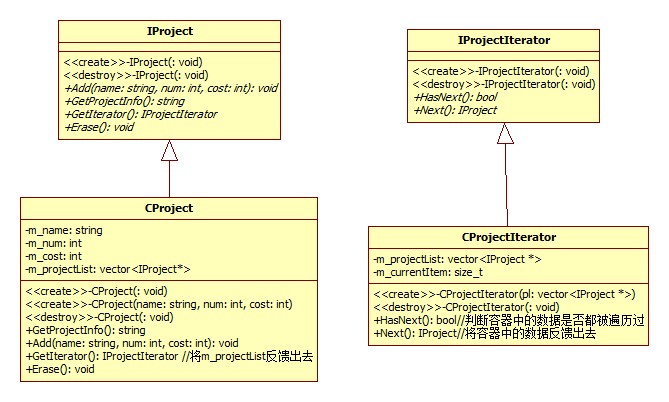 IProject
<<create>>-IProject(: void)
<<destroy>>-IProject(: void)
+Add(name: string, num: int, cost: int): void
+GetProjectInfo(): string
+GetIterator(): IProjectIterator
+Erase(): void
IProjectIterator
<<create>>-IProjectIterator(: void)
<<destroy>>-IProjectIterator(: void)
+HasNext(): bool
+Next(): IProject
CProject
-m_name: string
-m_num: int
-m_cost: int
-m_projectList: vector<IProject*>
<<create>>-CProject(: void)
<<create>>-CProject(name: string, num: int, cost: int)
<<destroy>>-CProject(: void)
+GetProjectInfo(): string
+Add(name: string, num: int, cost: int): void
+GetIterator(): IProjectIterator //将m_projectList反馈出去
+Erase(): void
CProjectIterator
-m_projectList: vector<IProject *>
-m_currentItem: size_t
<<create>>-CProjectIterator(pl: vector<IProject *>)
<<destroy>>-CProjectIterator(: void)
+HasNext(): bool//判断容器中的数据是否都被遍历过
+Next(): IProject//将容器中的数据反馈出去